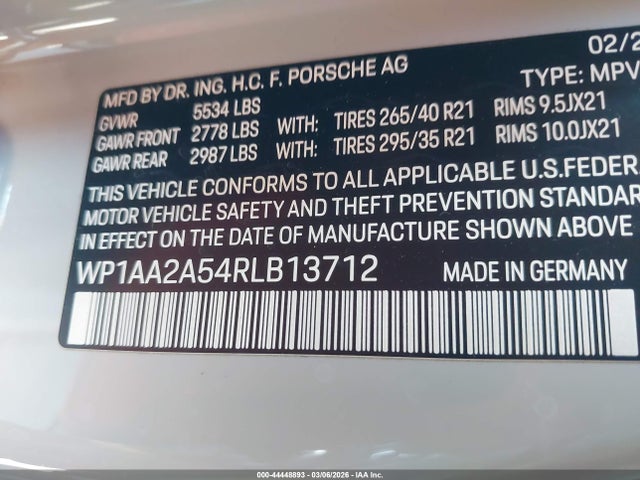 MFD BY DR. ING. H.C. F. PORSCHE AG 02/2
GVWR 5534 LBS TYPE: MPV
GAWR FRONT 2778 LBS WITH: TIRES 265/40 R21 RIMS 9.5JX21
GAWR REAR 2987 LBS WITH: TIRES 295/35 R21 RIMS 10.0JX21
THIS VEHICLE CONFORMS TO ALL APPLICABLE U.S.FEDER
MOTOR VEHICLE SAFETY AND THEFT PREVENTION STANDAR
IN EFFECT ON THE DATE OF MANUFACTURE SHOWN ABOVE
WP1AA2A54RLB13712 MADE IN GERMANY
000-44448893 - 03/06/2026 - IAA Inc.